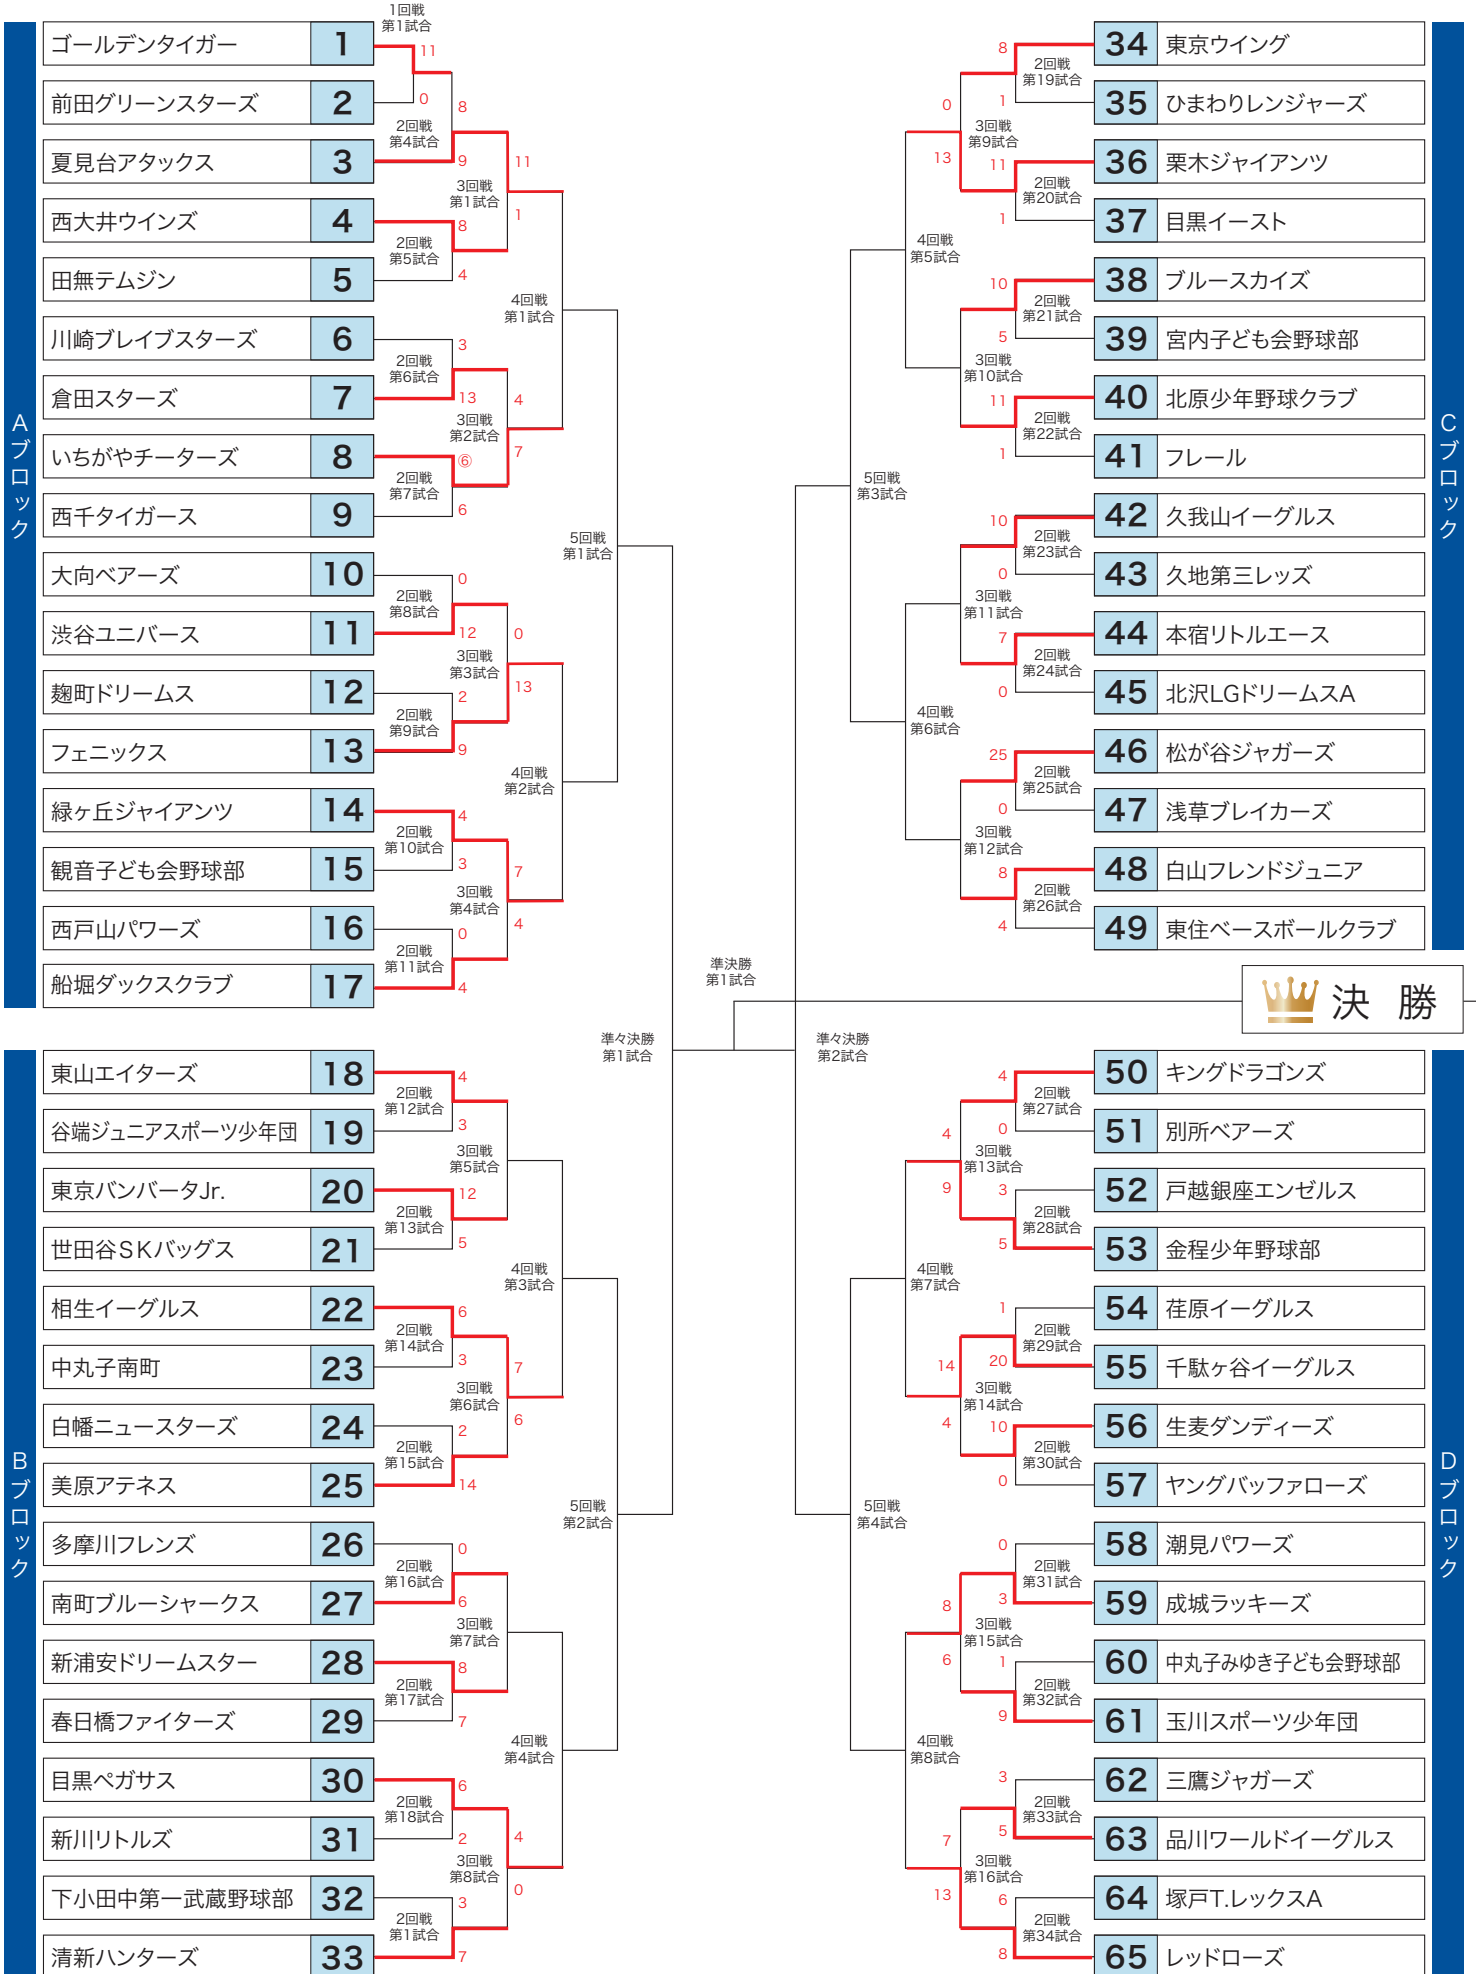 Aブロック
1回戦
第1試合
ゴールデンタイガー 1
11
前田グリーンスターズ 2
0
8
2回戦
第4試合
夏見台アタックス 3
9
11
3回戦
第1試合
西大井ウインズ 4
8
1
2回戦
第5試合
田無テムジン 5
4
4回戦
第1試合
川崎ブレイブスターズ 6
3
2回戦
第6試合
倉田スターズ 7
13
4
3回戦
第2試合
いちがやチーターズ 8
⑥
7
2回戦
第7試合
西千タイガース 9
6
5回戦
第1試合
大向ベアーズ 10
0
2回戦
第8試合
渋谷ユニバース 11
12
0
3回戦
第3試合
麹町ドリームス 12
2
13
2回戦
第9試合
フェニックス 13
9
4回戦
第2試合
緑ヶ丘ジャイアンツ 14
4
2回戦
第10試合
観音子ども会野球部 15
3
7
3回戦
第4試合
西戸山パワーズ 16
0
4
2回戦
第11試合
船堀ダックスクラブ 17
4
準々決勝
第1試合
Bブロック
東山エイターズ 18
4
2回戦
第12試合
谷端ジュニアスポーツ少年団 19
3
3回戦
第5試合
東京バンバータJr. 20
12
2回戦
第13試合
世田谷SKバッグス 21
5
4回戦
第3試合
相生イーグルス 22
6
2回戦
第14試合
中丸子南町 23
3
7
3回戦
第6試合
白幡ニュースターズ 24
2
6
2回戦
第15試合
美原アテネス 25
14
5回戦
第2試合
多摩川フレンズ 26
0
2回戦
第16試合
南町ブルーシャークス 27
6
3回戦
第7試合
新浦安ドリームスター 28
8
2回戦
第17試合
春日橋ファイターズ 29
7
4回戦
第4試合
目黒ペガサス 30
6
2回戦
第18試合
新川リトルズ 31
2
4
3回戦
第8試合
下小田中第一武蔵野球部 32
3
0
2回戦
第1試合
清新ハンターズ 33
7
準決勝
第1試合
決 勝
Cブロック
8
34 東京ウイング
2回戦
第19試合
0
1
35 ひまわりレンジャーズ
3回戦
第9試合
13
11
36 栗木ジャイアンツ
2回戦
第20試合
1
37 目黒イースト
4回戦
第5試合
10
38 ブルースカイズ
2回戦
第21試合
5
39 宮内子ども会野球部
3回戦
第10試合
11
40 北原少年野球クラブ
2回戦
第22試合
1
41 フレール
5回戦
第3試合
10
42 久我山イーグルス
2回戦
第23試合
0
43 久地第三レッズ
3回戦
第11試合
7
44 本宿リトルエース
2回戦
第24試合
0
45 北沢LGドリームスA
4回戦
第6試合
25
46 松が谷ジャガーズ
2回戦
第25試合
0
47 浅草ブレイカーズ
3回戦
第12試合
8
48 白山フレンドジュニア
2回戦
第26試合
4
49 東住ベースボールクラブ
準々決勝
第2試合
Dブロック
4
50 キングドラゴンズ
2回戦
第27試合
4
0
51 別所ベアーズ
3回戦
第13試合
9
3
52 戸越銀座エンゼルス
2回戦
第28試合
5
53 金程少年野球部
4回戦
第7試合
1
54 荏原イーグルス
2回戦
第29試合
14
20
55 千駄ヶ谷イーグルス
3回戦
第14試合
4
10
56 生麦ダンディーズ
2回戦
第30試合
0
57 ヤングバッファローズ
5回戦
第4試合
0
58 潮見パワーズ
2回戦
第31試合
8
3
59 成城ラッキーズ
3回戦
第15試合
6
1
60 中丸子みゆき子ども会野球部
2回戦
第32試合
9
61 玉川スポーツ少年団
4回戦
第8試合
3
62 三鷹ジャガーズ
2回戦
第33試合
7
5
63 品川ワールドイーグルス
3回戦
第16試合
13
6
64 塚戸T.レックスA
2回戦
第34試合
8
65 レッドローズ